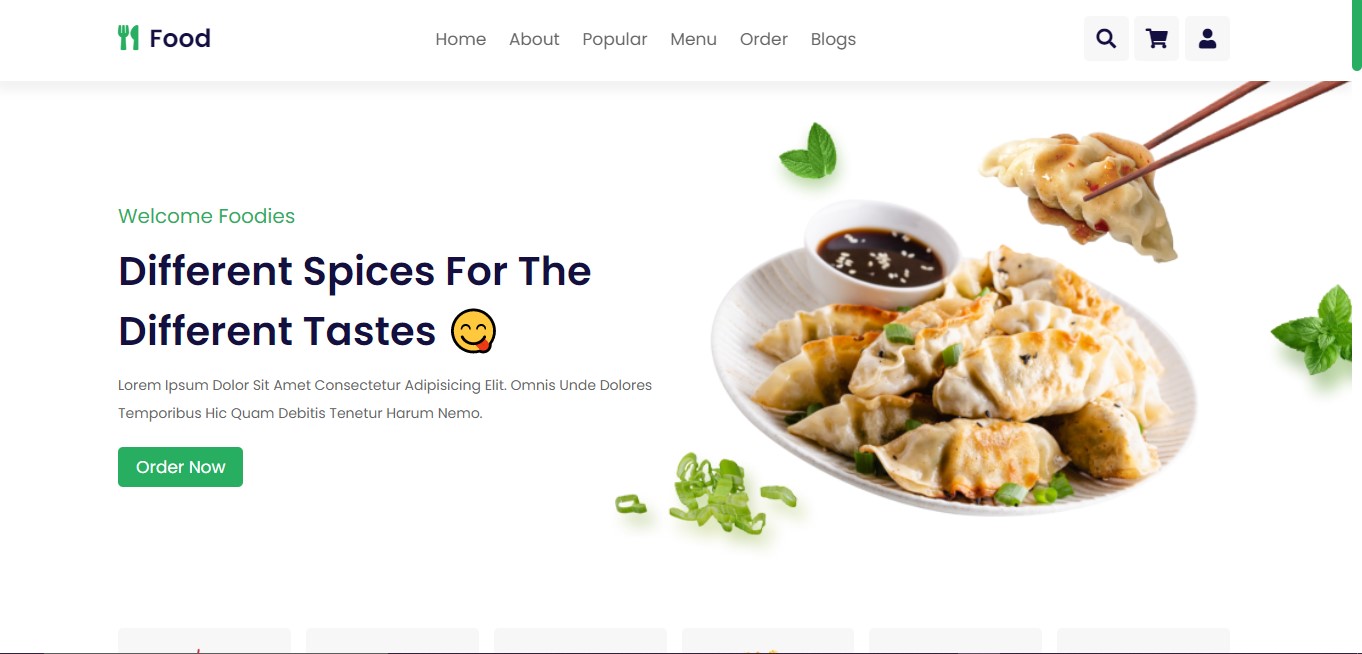 Food
Home About Popular Menu Order Blogs
Welcome Foodies
Different Spices For The
Different Tastes 😋
Lorem Ipsum Dolor Sit Amet Consectetur Adipisicing Elit. Omnis Unde Dolores
Temporibus Hic Quam Debitis Tenetur Harum Nemo.
Order Now